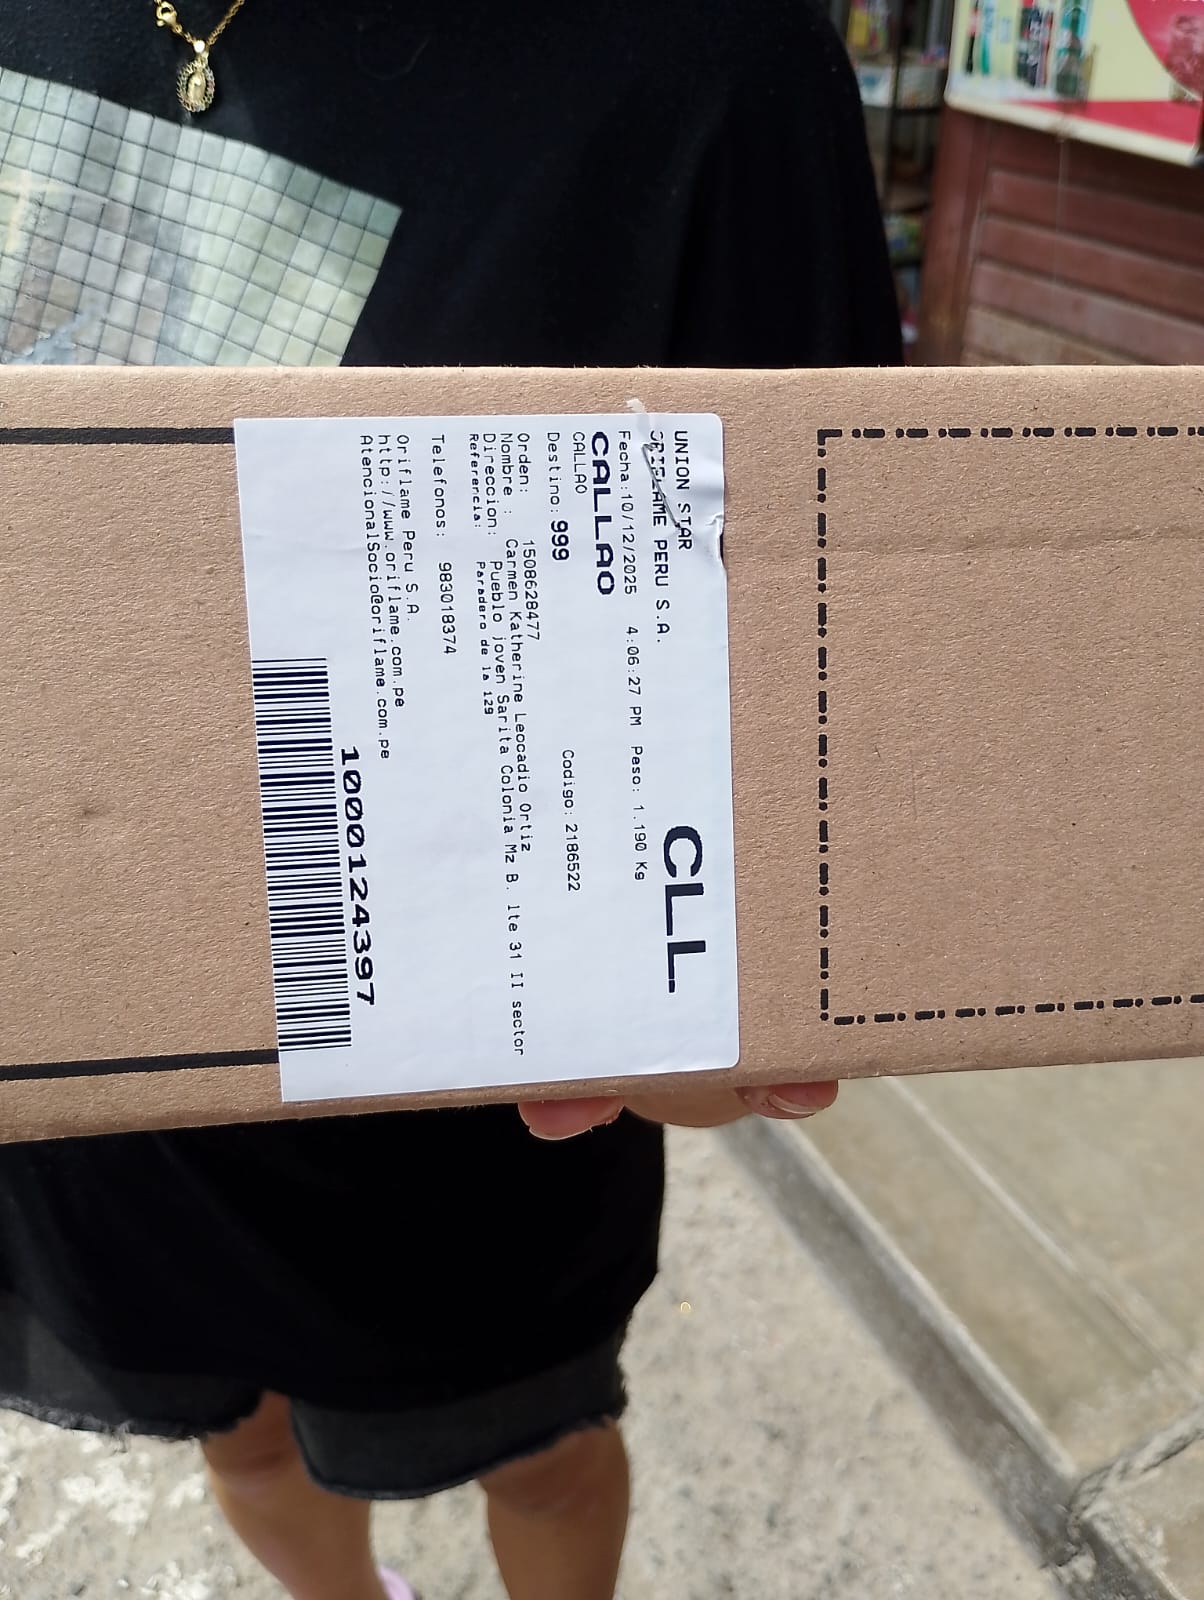 UNION STAR
ORIFLAME PERU S.A.
CLL
Fecha:10/12/2025 4:06:27 PM Peso: 1.190 Kg
CALLAO
CALLAO
Destino: 999 Codigo: 2186522
Orden: 1508628477
Nombre : Carmen Katherine Leocadio Ortiz
Direccion: Pueblo joven Sarita Colonia Mz B. lte 31 II sector
Referencia: Paradero de la 129
Telefonos: 983018374
Oriflame Peru S.A.
http://www.oriflame.com.pe
AtencionalSocio@oriflame.com.pe
1000124397